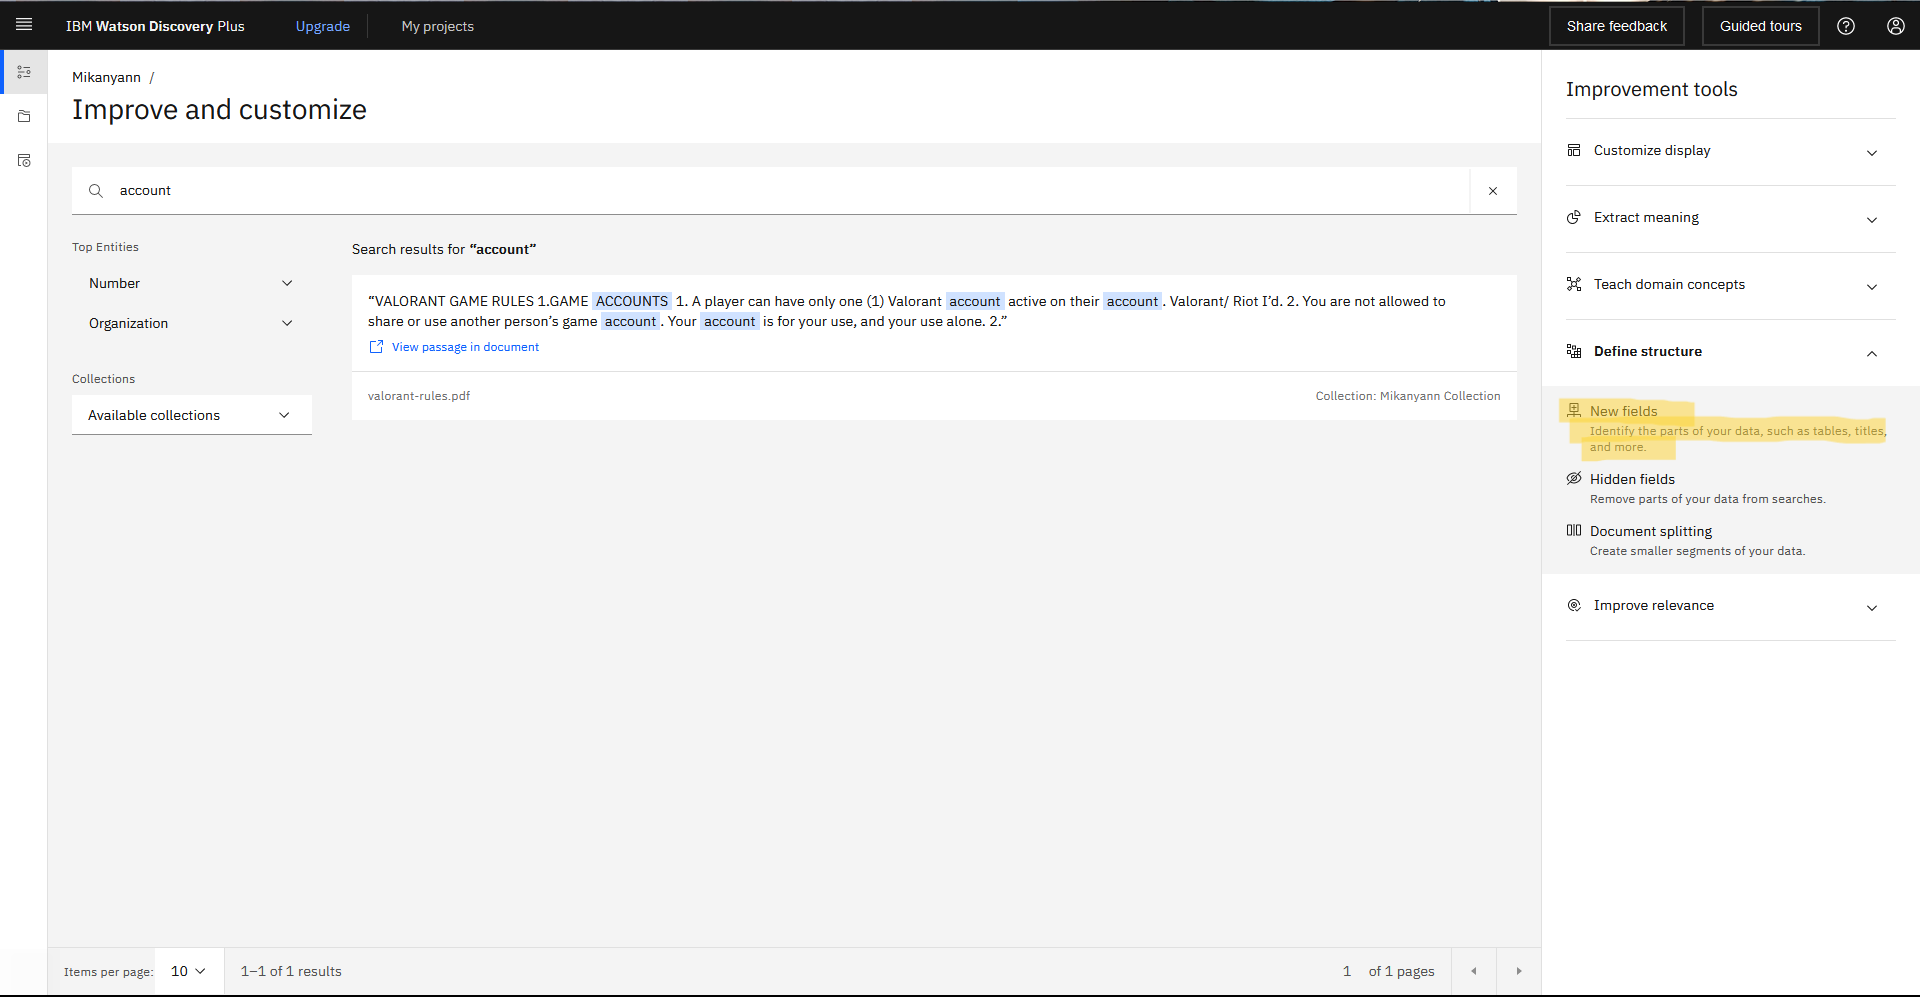 IBM Watson Discovery Plus Upgrade My projects Share feedback Guided tours
Mikanyann /
Improve and customize
account
Top Entities
Number
Organization
Collections
Available collections
Search results for “account”
“VALORANT GAME RULES 1.GAME ACCOUNTS 1. A player can have only one (1) Valorant account active on their account. Valorant/ Riot I’d. 2. You are not allowed to
share or use another person’s game account. Your account is for your use, and your use alone. 2.”
View passage in document
valorant-rules.pdf Collection: Mikanyann Collection
Items per page: 10 1–1 of 1 results 1 of 1 pages
Improvement tools
Customize display
Extract meaning
Teach domain concepts
Define structure
New fields
Identify the parts of your data, such as tables, titles,
and more.
Hidden fields
Remove parts of your data from searches.
Document splitting
Create smaller segments of your data.
Improve relevance